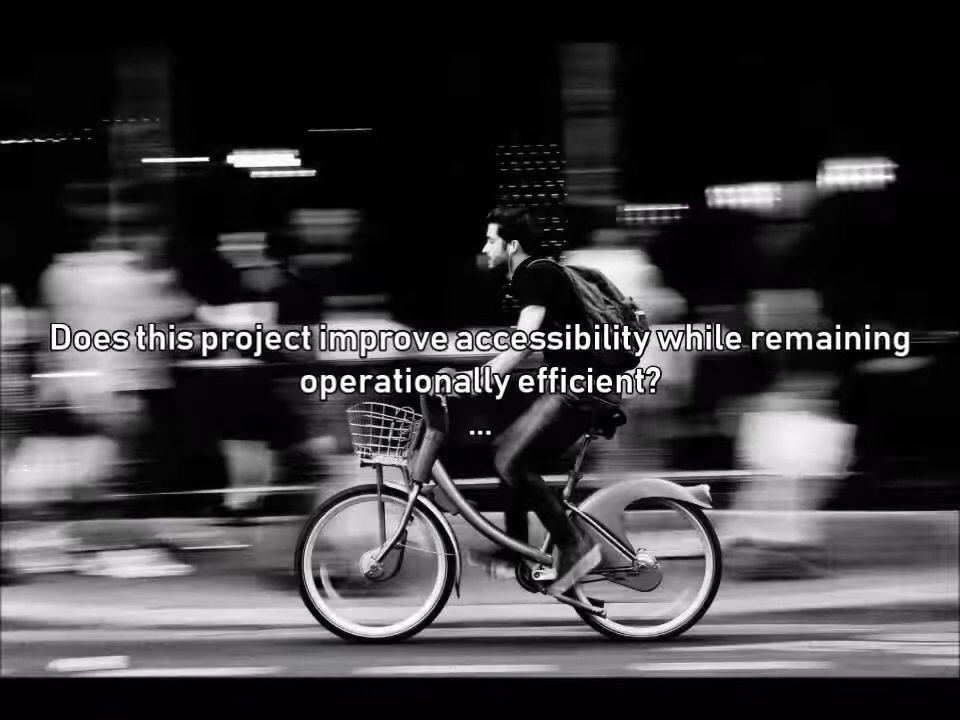 Does this project improve accessibility while remaining
operationally efficient?
...